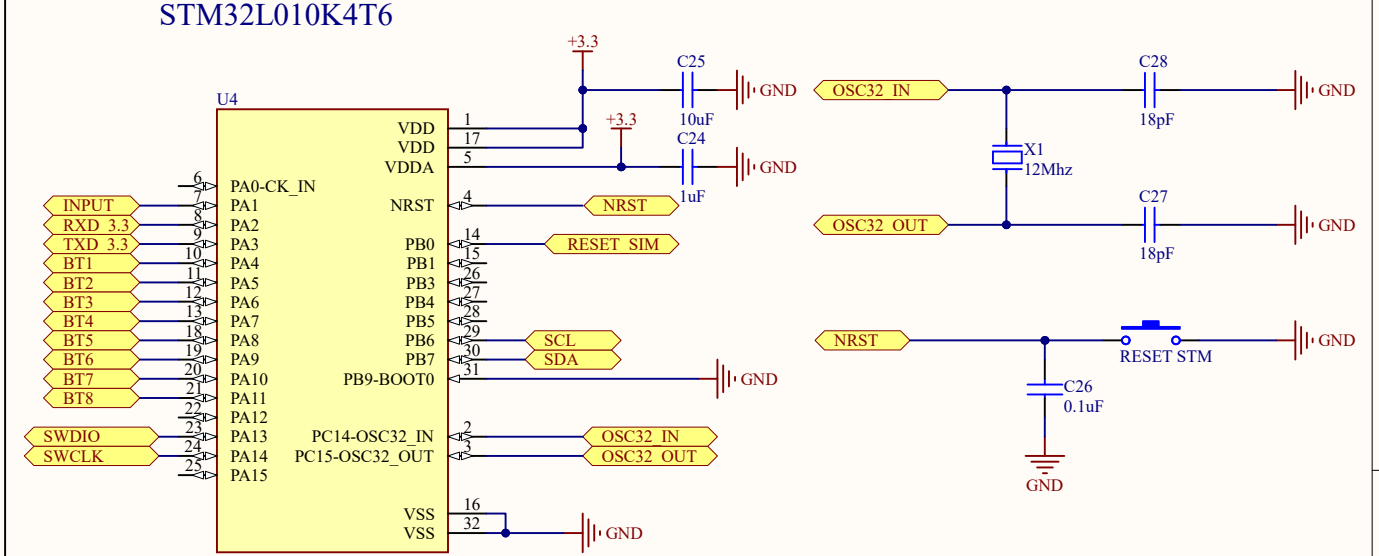 STM32L010K4T6
U4
+3.3
C25
10uF
GND
+3.3
C24
1uF
GND
VDD 1
VDD 17
VDDA 5
6 PA0-CK_IN
INPUT 7 PA1
NRST 4 NRST
RXD 3.3 8 PA2
TXD 3.3 9 PA3
PB0 14 RESET SIM
BT1 10 PA4
PB1 15
BT2 11 PA5
PB3 26
BT3 12 PA6
PB4 27
BT4 13 PA7
PB5 28
BT5 18 PA8
PB6 29 SCL
BT6 19 PA9
PB7 30 SDA
BT7 20 PA10
PB9-BOOT0 31 GND
BT8 21 PA11
22 PA12
SWDIO 23 PA13
PC14-OSC32_IN 2 OSC32_IN
SWCLK 24 PA14
PC15-OSC32_OUT 3 OSC32 OUT
25 PA15
VSS 16
VSS 32
GND
OSC32 IN
C28
18pF
GND
X1
12Mhz
OSC32 OUT
C27
18pF
GND
NRST
RESET STM
GND
C26
0.1uF
GND